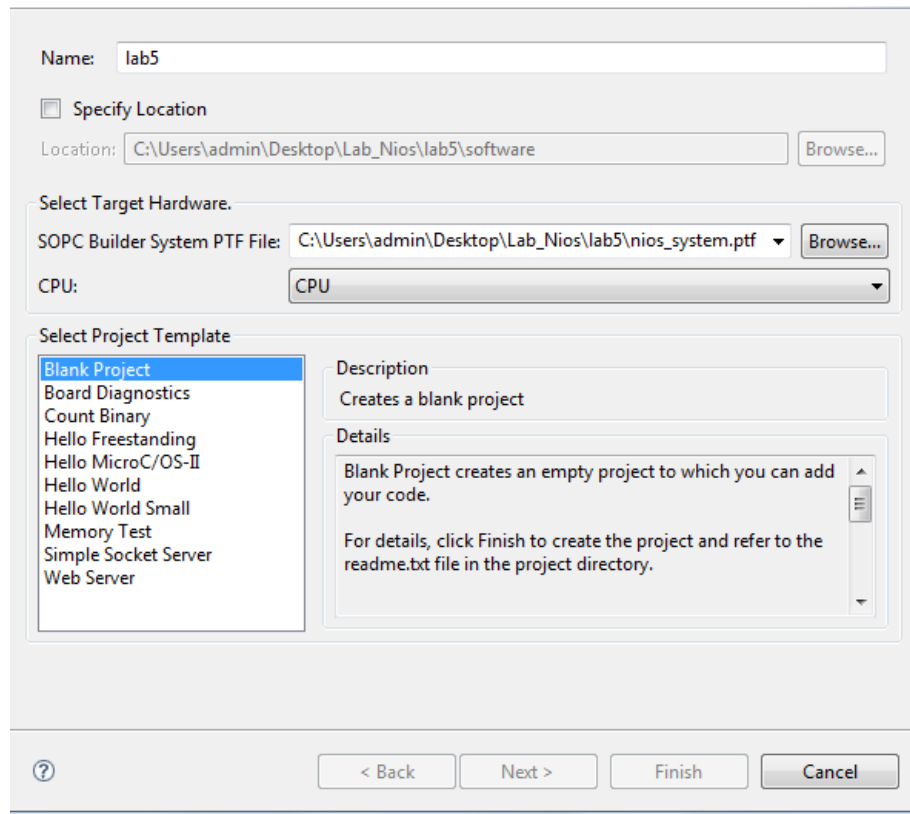 Name: lab5
Specify Location
Location: C:\Users\admin\Desktop\Lab_Nios\lab5\software Browse...
Select Target Hardware.
SOPC Builder System PTF File: C:\Users\admin\Desktop\Lab_Nios\lab5\nios_system.ptf Browse...
CPU: CPU
Select Project Template
Blank Project
Board Diagnostics
Count Binary
Hello Freestanding
Hello MicroC/OS-II
Hello World
Hello World Small
Memory Test
Simple Socket Server
Web Server
Description
Creates a blank project
Details
Blank Project creates an empty project to which you can add
your code.
For details, click Finish to create the project and refer to the
readme.txt file in the project directory.
? < Back Next > Finish Cancel